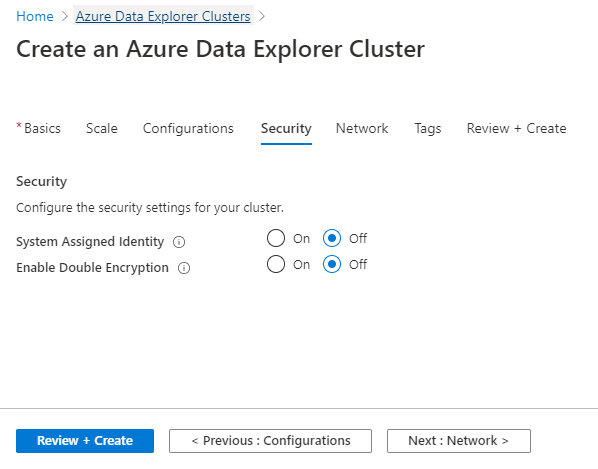 Home > Azure Data Explorer Clusters >
Create an Azure Data Explorer Cluster
* Basics Scale Configurations Security Network Tags Review + Create
Security
Configure the security settings for your cluster.
System Assigned Identity On Off
Enable Double Encryption On Off
Review + Create < Previous : Configurations Next : Network >